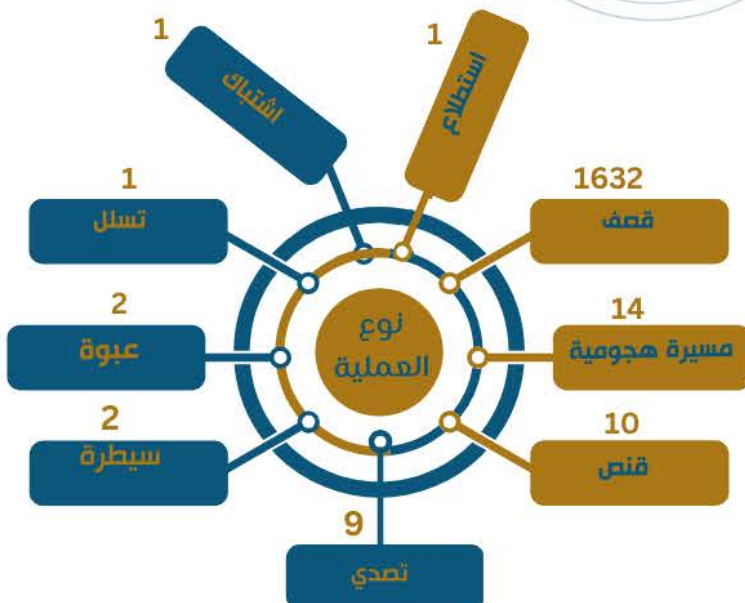 نوع
العملية
1
استطلاع
1632
قصف
14
مسيرة هجومية
10
قنص
9
تصدي
2
سيطرة
2
عبوة
1
تسلل
1
اشتباك